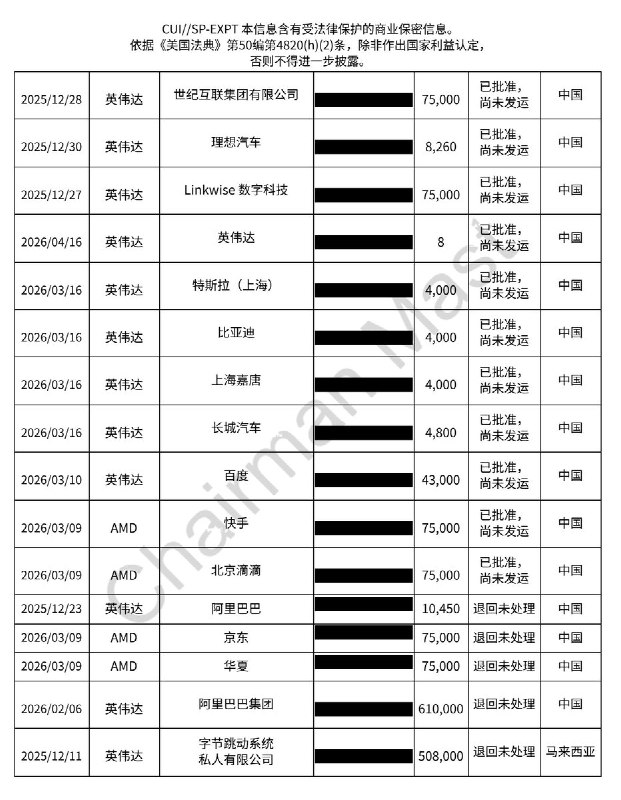 CUI//SP-EXPT 本信息含有受法律保护的商业保密信息。
依据《美国法典》第50编第4820(h)(2)条，除非作出国家利益认定，
否则不得进一步披露。
2025/12/28 英伟达 世纪互联集团有限公司 75,000 已批准，尚未发运 中国
2025/12/30 英伟达 理想汽车 8,260 已批准，尚未发运 中国
2025/12/27 英伟达 Linkwise 数字科技 75,000 已批准，尚未发运 中国
2026/04/16 英伟达 英伟达 8 已批准，尚未发运 中国
2026/03/16 英伟达 特斯拉（上海） 4,000 已批准，尚未发运 中国
2026/03/16 英伟达 比亚迪 4,000 已批准，尚未发运 中国
2026/03/16 英伟达 上海嘉唐 4,000 已批准，尚未发运 中国
2026/03/16 英伟达 长城汽车 4,800 已批准，尚未发运 中国
2026/03/10 英伟达 百度 43,000 已批准，尚未发运 中国
2026/03/09 AMD 快手 75,000 已批准，尚未发运 中国
2026/03/09 AMD 北京滴滴 75,000 已批准，尚未发运 中国
2025/12/23 英伟达 阿里巴巴 10,450 退回未处理 中国
2026/03/09 AMD 京东 75,000 退回未处理 中国
2026/03/09 AMD 华夏 75,000 退回未处理 中国
2026/02/06 英伟达 阿里巴巴集团 610,000 退回未处理 中国
2025/12/11 英伟达 字节跳动系统私人有限公司 508,000 退回未处理 马来西亚
Chairman Mast